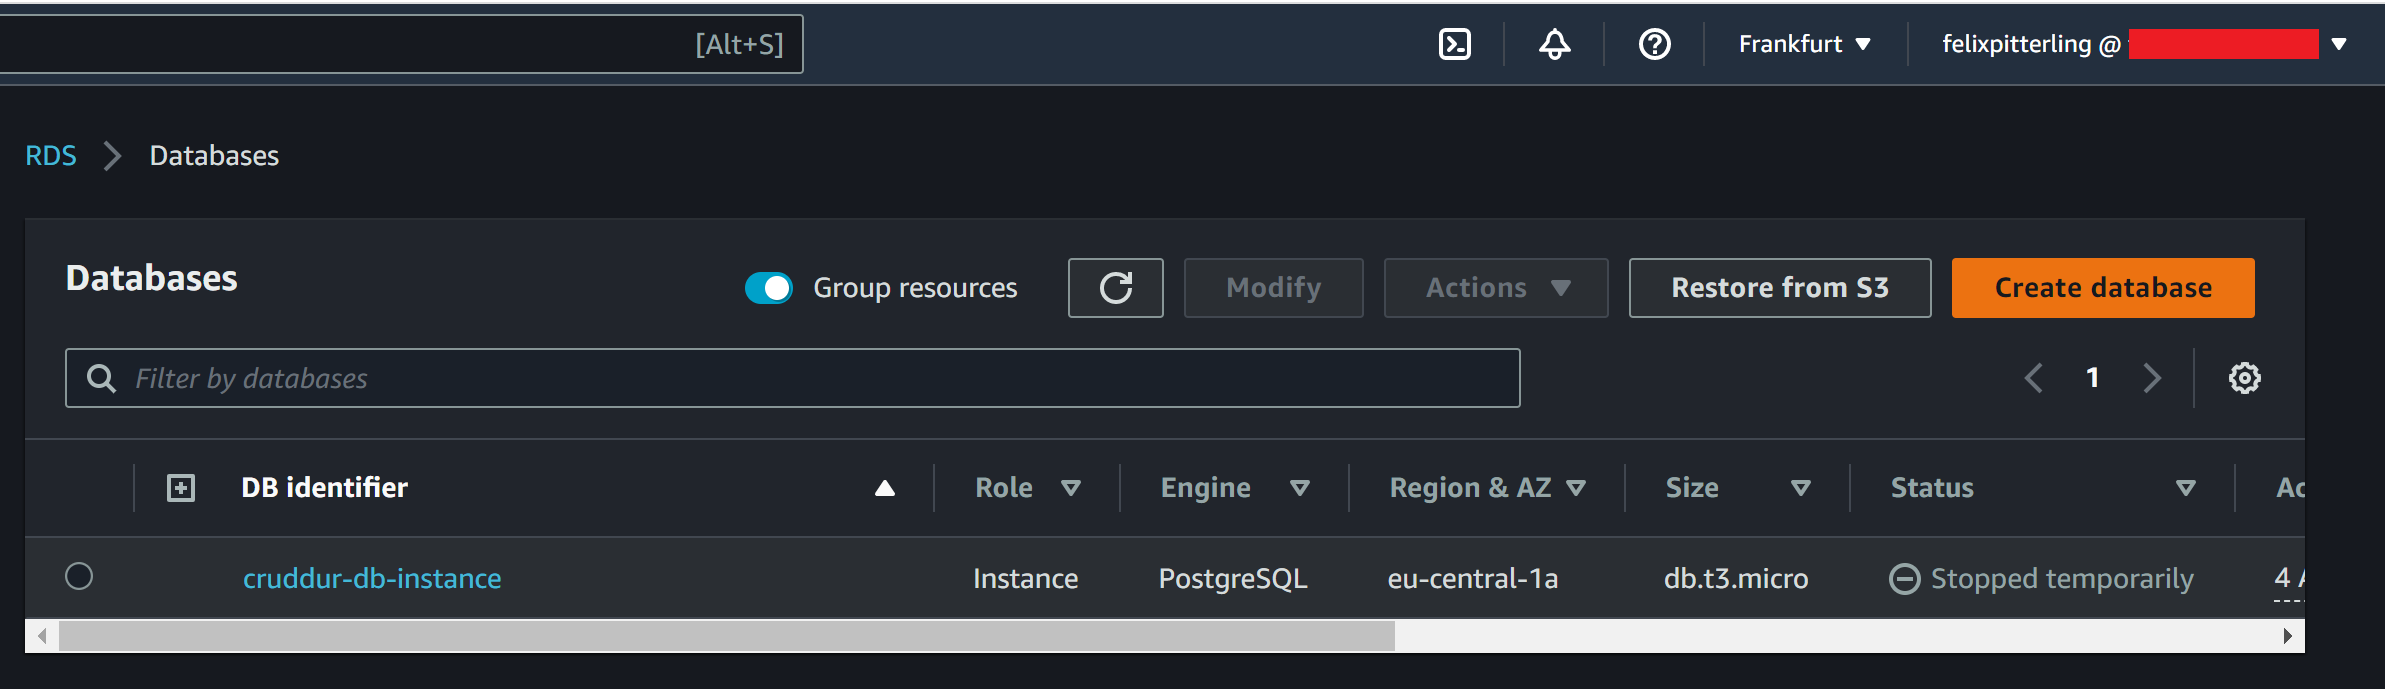 [Alt+S]
Frankfurt
felixpitterling @
RDS
Databases
Databases
Group resources
Modify
Actions
Restore from S3
Create database
Filter by databases
1
DB identifier
Role
Engine
Region & AZ
Size
Status
cruddur-db-instance
Instance
PostgreSQL
eu-central-1a
db.t3.micro
Stopped temporarily
4